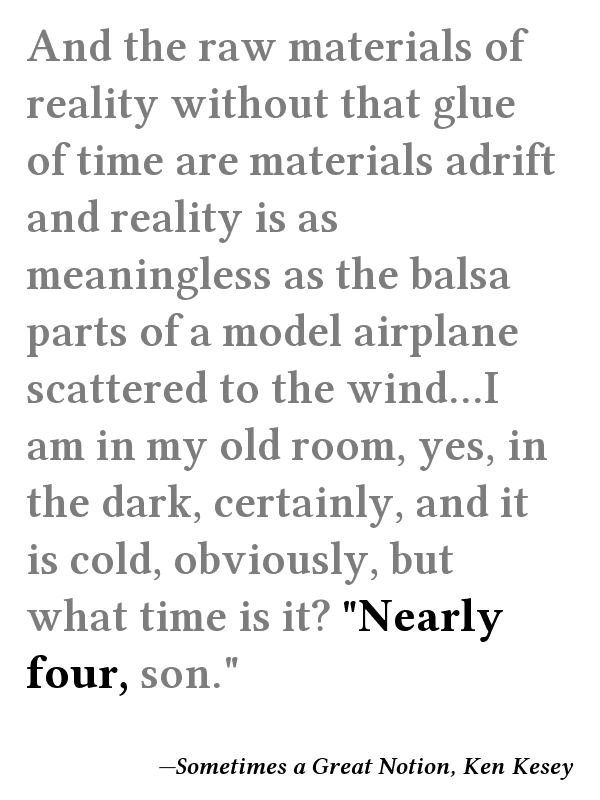 And the raw materials of
reality without that glue
of time are materials adrift
and reality is as
meaningless as the balsa
parts of a model airplane
scattered to the wind...I
am in my old room, yes, in
the dark, certainly, and it
is cold, obviously, but
what time is it? "Nearly
four, son."
—Sometimes a Great Notion, Ken Kesey